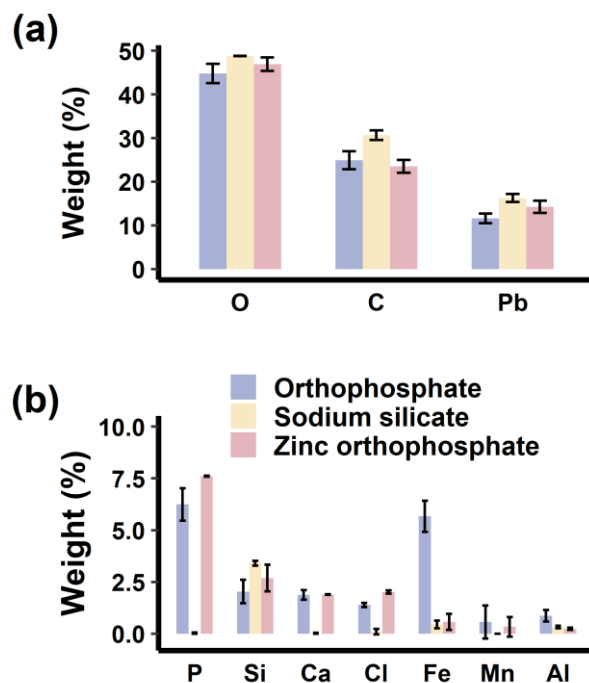 (a)
Weight (%)
50
40
30
20
10
0
O C Pb
(b)
Orthophosphate
Sodium silicate
Zinc orthophosphate
Weight (%)
10.0
7.5
5.0
2.5
0.0
P Si Ca Cl Fe Mn Al